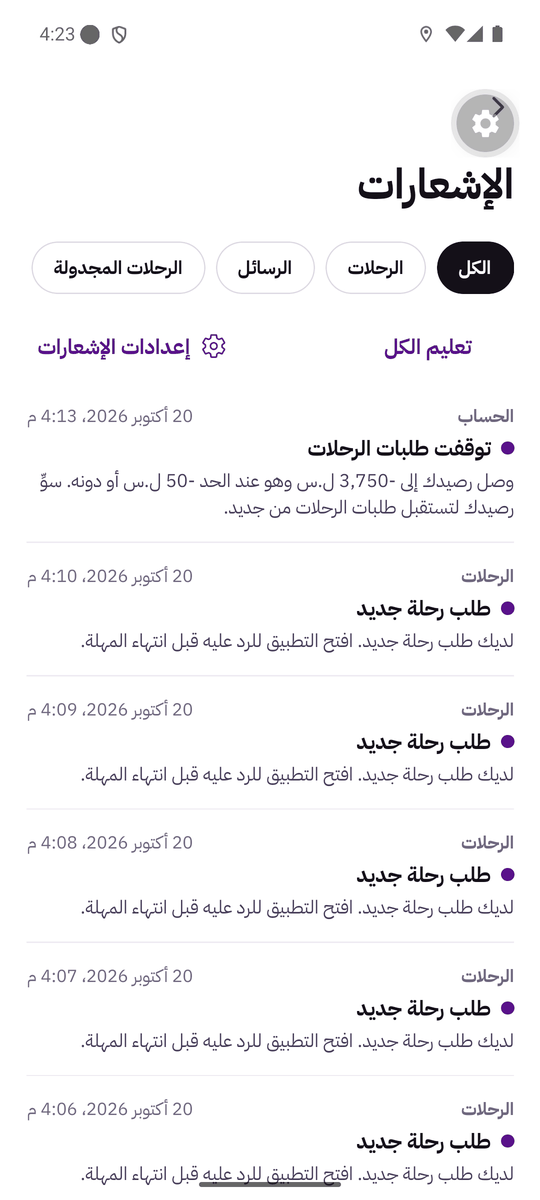 4:23
الإشعارات
الكل
الرحلات
الرسائل
الرحلات المجدولة
تعليم الكل
إعدادات الإشعارات
الحساب
20 أكتوبر 2026، 4:13 م
توقفت طلبات الرحلات
وصل رصيدك إلى -3,750 ل.س وهو عند الحد -50 ل.س أو دونه. سوِّ
رصيدك لتستقبل طلبات الرحلات من جديد.
الرحلات
20 أكتوبر 2026، 4:10 م
طلب رحلة جديد
لديك طلب رحلة جديد. افتح التطبيق للرد عليه قبل انتهاء المهلة.
الرحلات
20 أكتوبر 2026، 4:09 م
طلب رحلة جديد
لديك طلب رحلة جديد. افتح التطبيق للرد عليه قبل انتهاء المهلة.
الرحلات
20 أكتوبر 2026، 4:08 م
طلب رحلة جديد
لديك طلب رحلة جديد. افتح التطبيق للرد عليه قبل انتهاء المهلة.
الرحلات
20 أكتوبر 2026، 4:07 م
طلب رحلة جديد
لديك طلب رحلة جديد. افتح التطبيق للرد عليه قبل انتهاء المهلة.
الرحلات
20 أكتوبر 2026، 4:06 م
طلب رحلة جديد
لديك طلب رحلة جديد. افتح التطبيق للرد عليه قبل انتهاء المهلة.